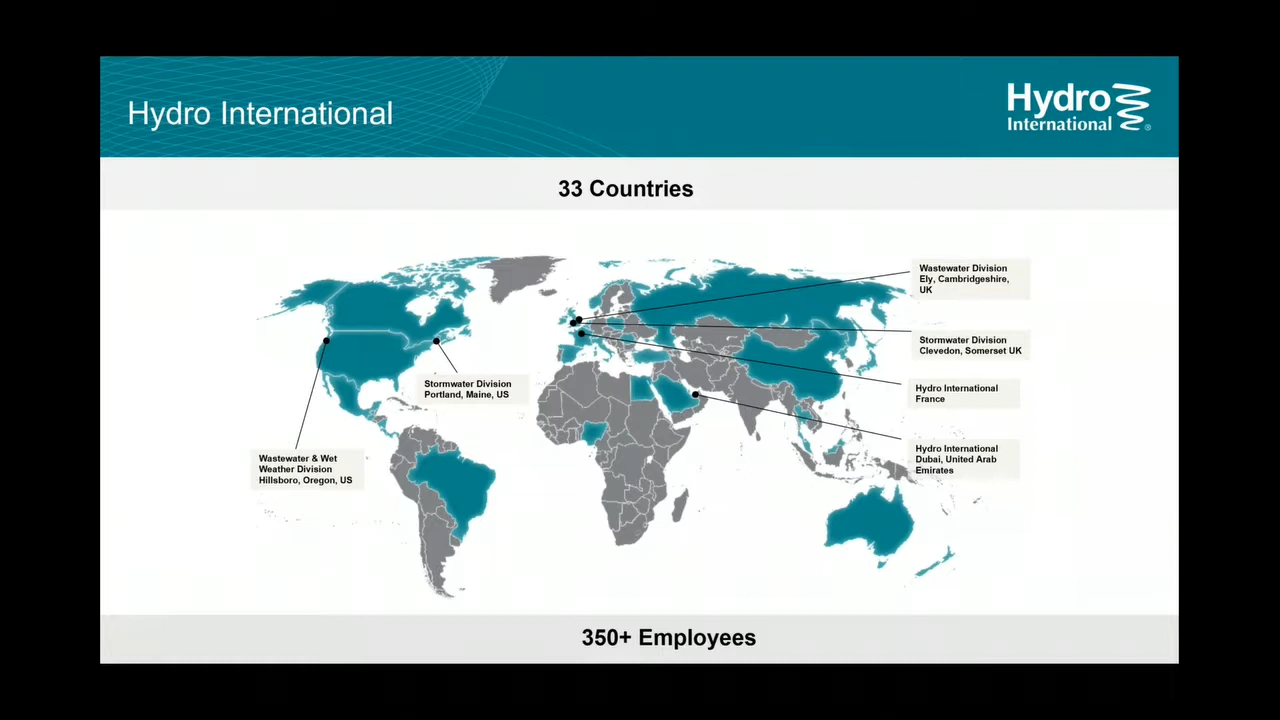 Hydro International
Hydro
International
®
33 Countries
Wastewater Division
Ely, Cambridgeshire,
UK
Stormwater Division
Clevedon, Somerset UK
Stormwater Division
Portland, Maine, US
Hydro International
France
Wastewater & Wet
Weather Division
Hillsboro, Oregon, US
Hydro International
Dubai, United Arab
Emirates
350+ Employees